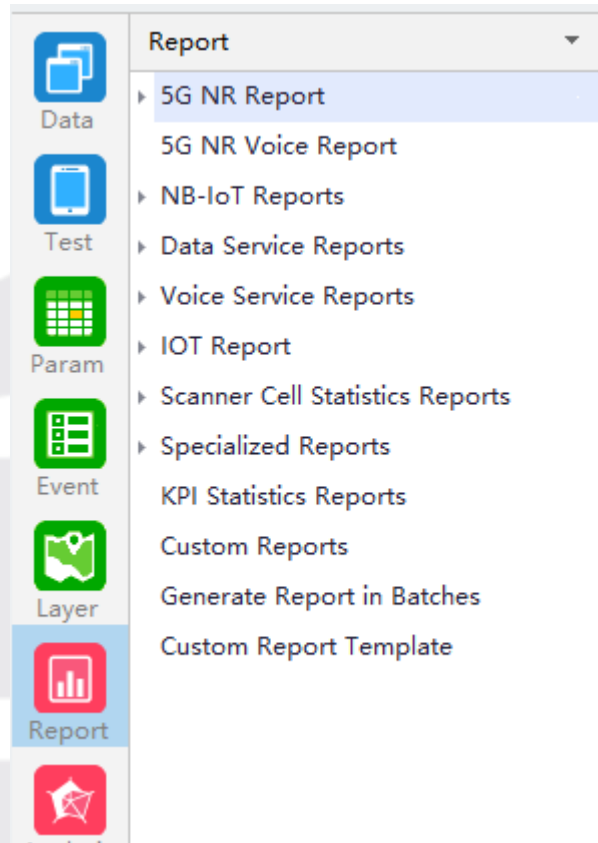 Report
5G NR Report
Data
5G NR Voice Report
NB-IoT Reports
Test
Data Service Reports
Voice Service Reports
IOT Report
Param
Scanner Cell Statistics Reports
Specialized Reports
Event
KPI Statistics Reports
Custom Reports
Generate Report in Batches
Layer
Custom Report Template
Report